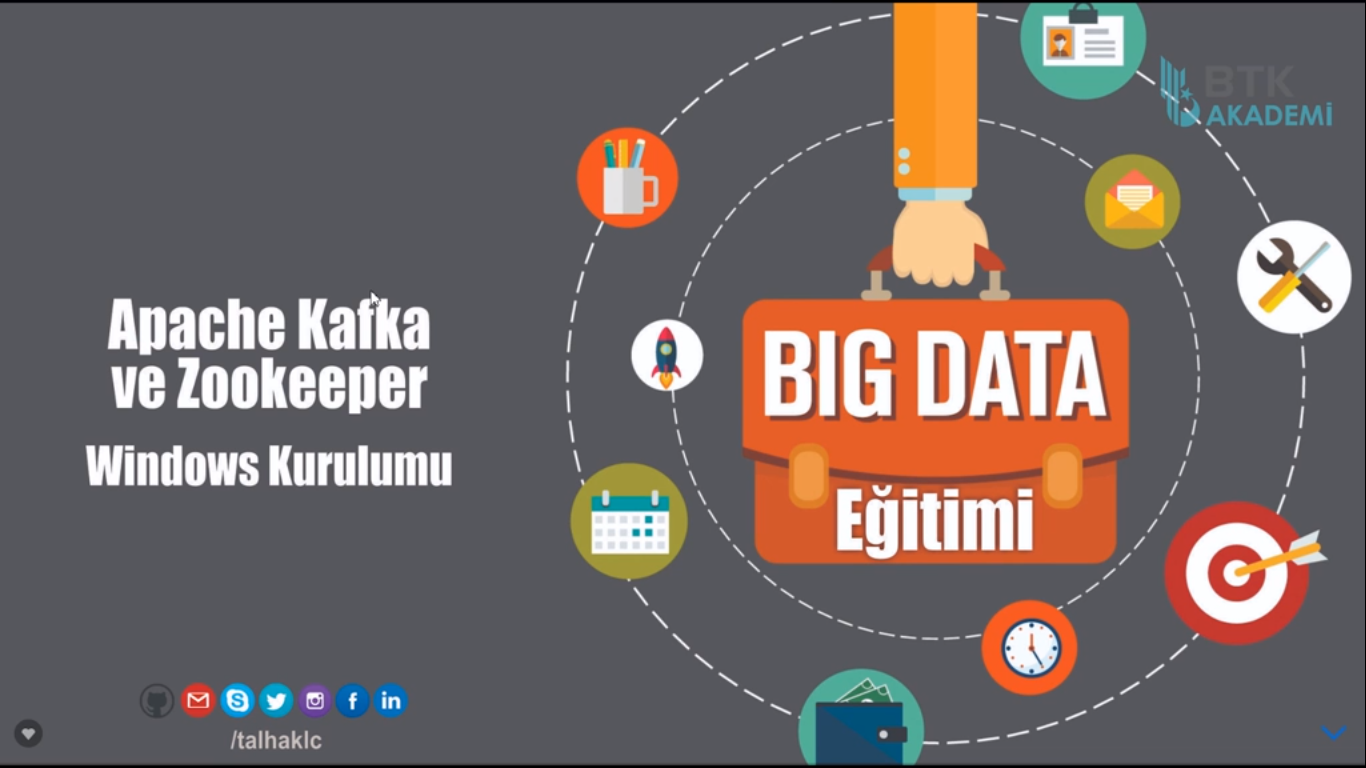 Apache Kafka
ve Zookeeper
Windows Kurulumu
/talhaklc
BTK
AKADEMİ
BIG DATA
Eğitimi